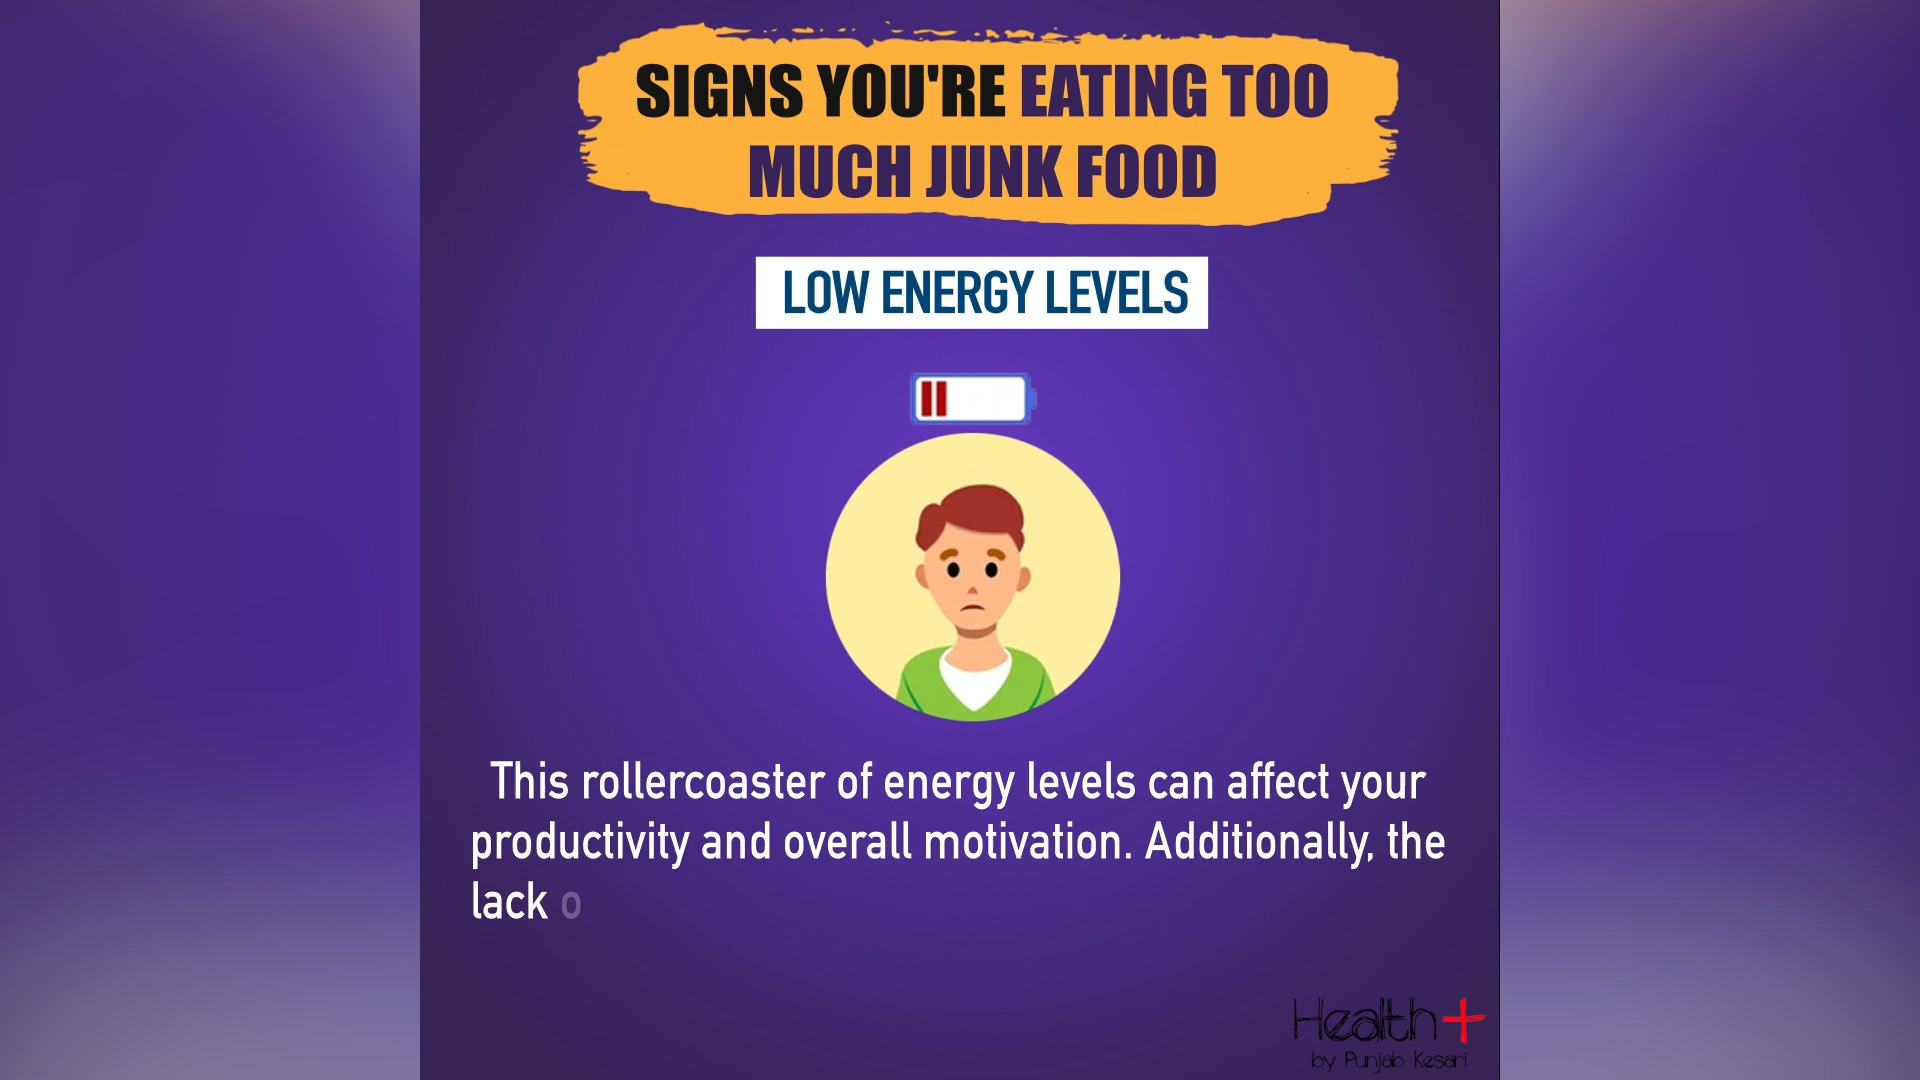 SIGNS YOU'RE EATING TOO
MUCH JUNK FOOD
LOW ENERGY LEVELS
This rollercoaster of energy levels can affect your
productivity and overall motivation. Additionally, the
lack o
Health+
by Punjab Kesari